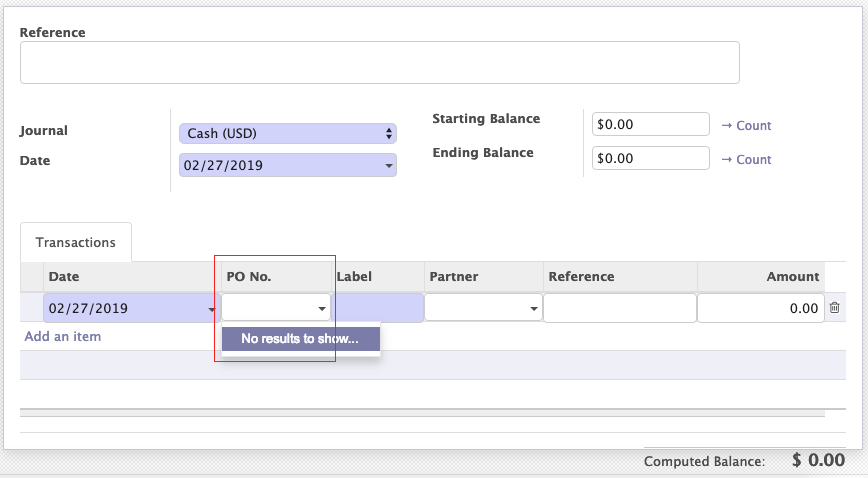 Reference
Journal
Cash (USD)
Starting Balance
$0.00
→ Count
Date
02/27/2019
Ending Balance
$0.00
→ Count
Transactions
Date PO No. Label Partner Reference Amount
02/27/2019 0.00
Add an item
No results to show...
Computed Balance: $ 0.00